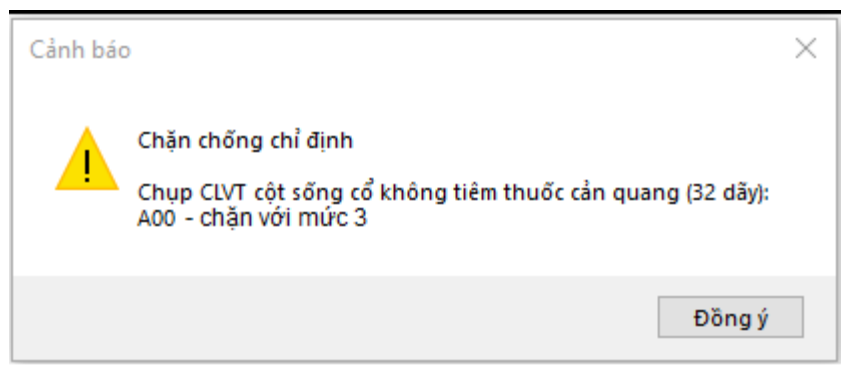 Cảnh báo
Chặn chống chỉ định
Chụp CLVT cột sống cổ không tiêm thuốc cản quang (32 dãy):
A00 - chặn với mức 3
Đồng ý